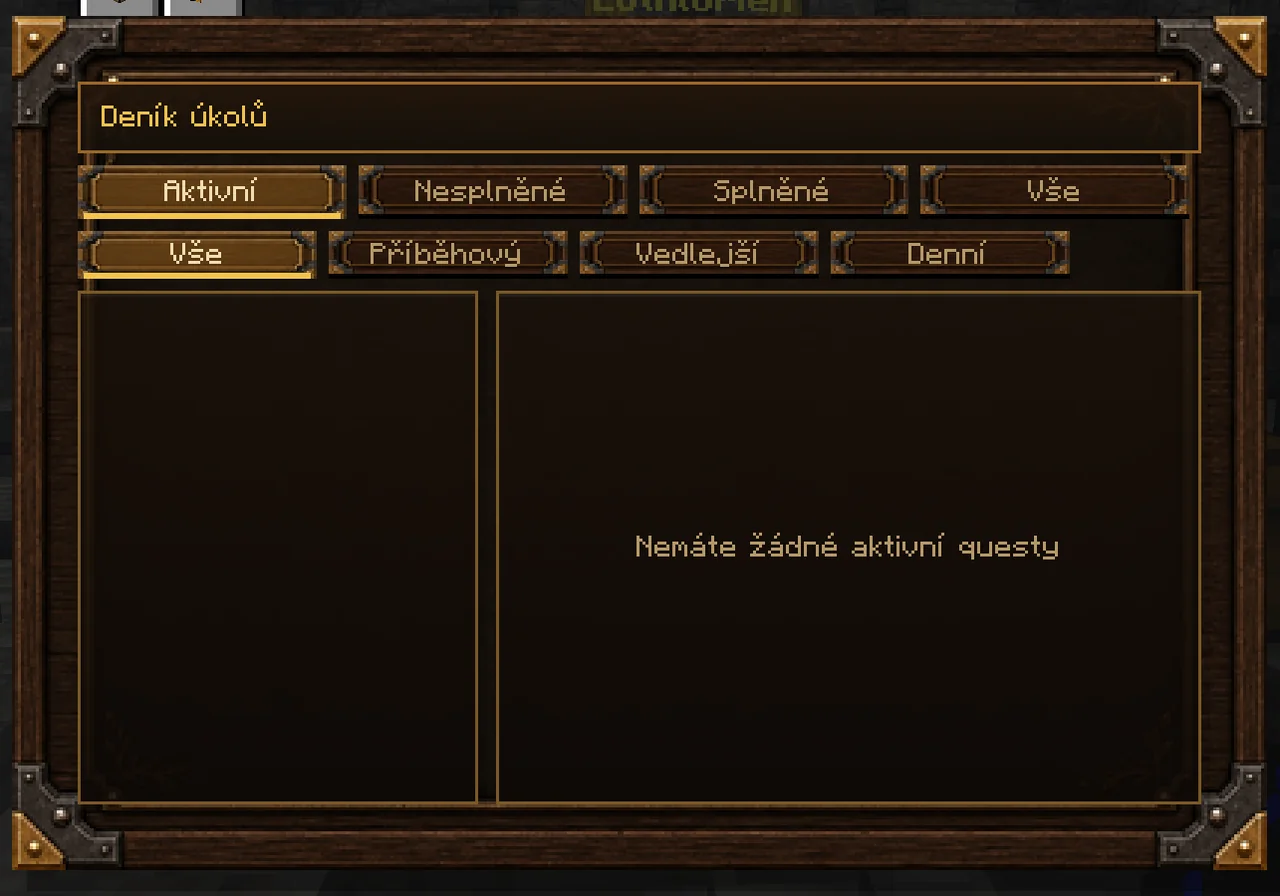 Deník úkolů
Aktivní Nesplněné Splněné Vše
Vše Příběhový Vedlejší Denní
Nemáte žádné aktivní questy